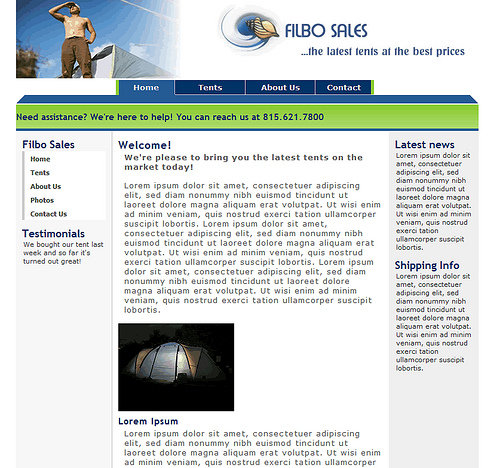 FILBO SALES
...the latest tents at the best prices
Home Tents About Us Contact
Need assistance? We're here to help! You can reach us at 815.621.7800
Filbo Sales
Home
Tents
About Us
Photos
Contact Us
Testimonials
We bought our tent last
week and so far it's
turned out great!
Welcome!
We're please to bring you the latest tents on the
market today!
Lorem ipsum dolor sit amet, consectetuer adipiscing
elit, sed diam nonummy nibh euismod tincidunt ut
laoreet dolore magna aliquam erat volutpat. Ut wisi enim
ad minim veniam, quis nostrud exerci tation ullamcorper
suscipit lobortis. Lorem ipsum dolor sit amet,
consectetuer adipiscing elit, sed diam nonummy nibh
euismod tincidunt ut laoreet dolore magna aliquam erat
volutpat. Ut wisi enim ad minim veniam, quis nostrud
exerci tation ullamcorper suscipit lobortis. Lorem ipsum
dolor sit amet, consectetuer adipiscing elit, sed diam
nonummy nibh euismod tincidunt ut laoreet dolore
magna aliquam erat volutpat. Ut wisi enim ad minim
veniam, quis nostrud exerci tation ullamcorper suscipit
lobortis.
Lorem Ipsum
Lorem ipsum dolor sit amet, consectetuer adipiscing
elit, sed diam nonummy nibh euismod tincidunt ut
laoreet dolore magna aliquam erat volutpat. Ut wisi enim
Latest news
Lorem ipsum dolor sit
amet, consectetuer
adipiscing elit, sed
diam nonummy nibh
euismod tincidunt ut
laoreet dolore magna
aliquam erat volutpat.
Ut wisi enim ad minim
veniam, quis nostrud
exerci tation
ullamcorper suscipit
lobortis.
Shipping Info
Lorem ipsum dolor sit
amet, consectetuer
adipiscing elit, sed
diam nonummy nibh
euismod tincidunt ut
laoreet dolore magna
aliquam erat volutpat.
Ut wisi enim ad minim
veniam, quis nostrud
exerci tation
ullamcorper suscipit
lobortis.